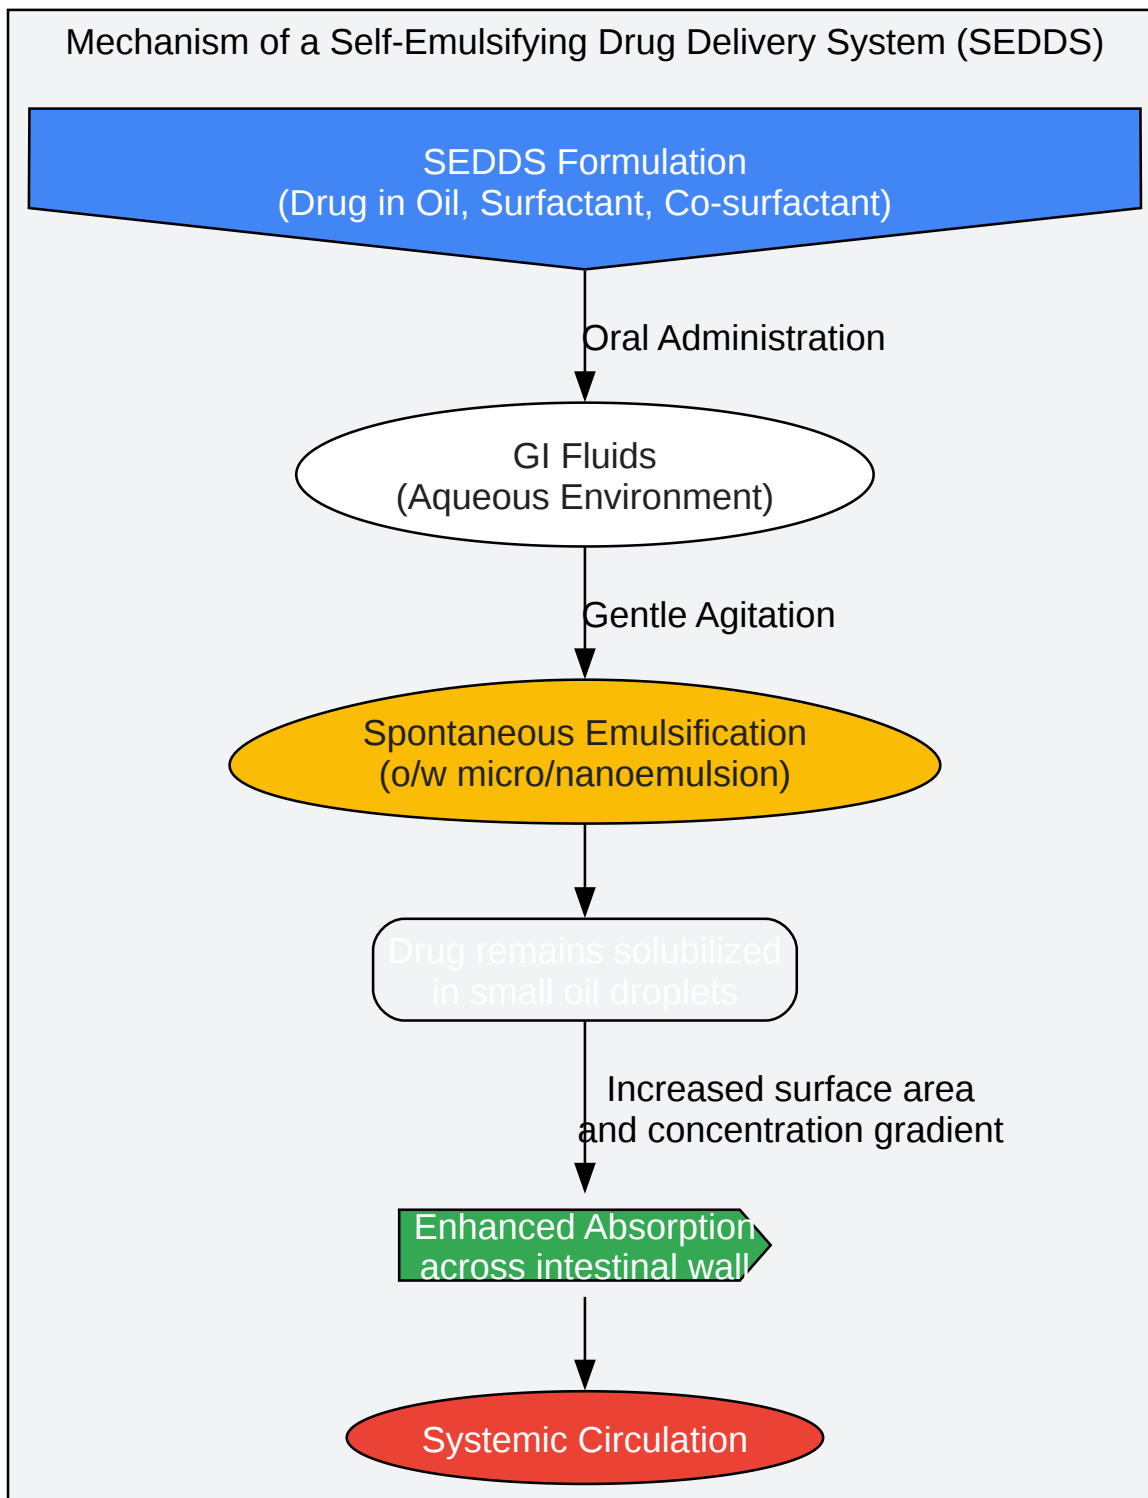 Mechanism of a Self-Emulsifying Drug Delivery System (SEDDS)
SEDDS Formulation
(Drug in Oil, Surfactant, Co-surfactant)
Oral Administration
GI Fluids
(Aqueous Environment)
Gentle Agitation
Spontaneous Emulsification
(o/w micro/nanoemulsion)
Drug remains solubilized
in small oil droplets
Increased surface area
and concentration gradient
Enhanced Absorption
across intestinal wall
Systemic Circulation